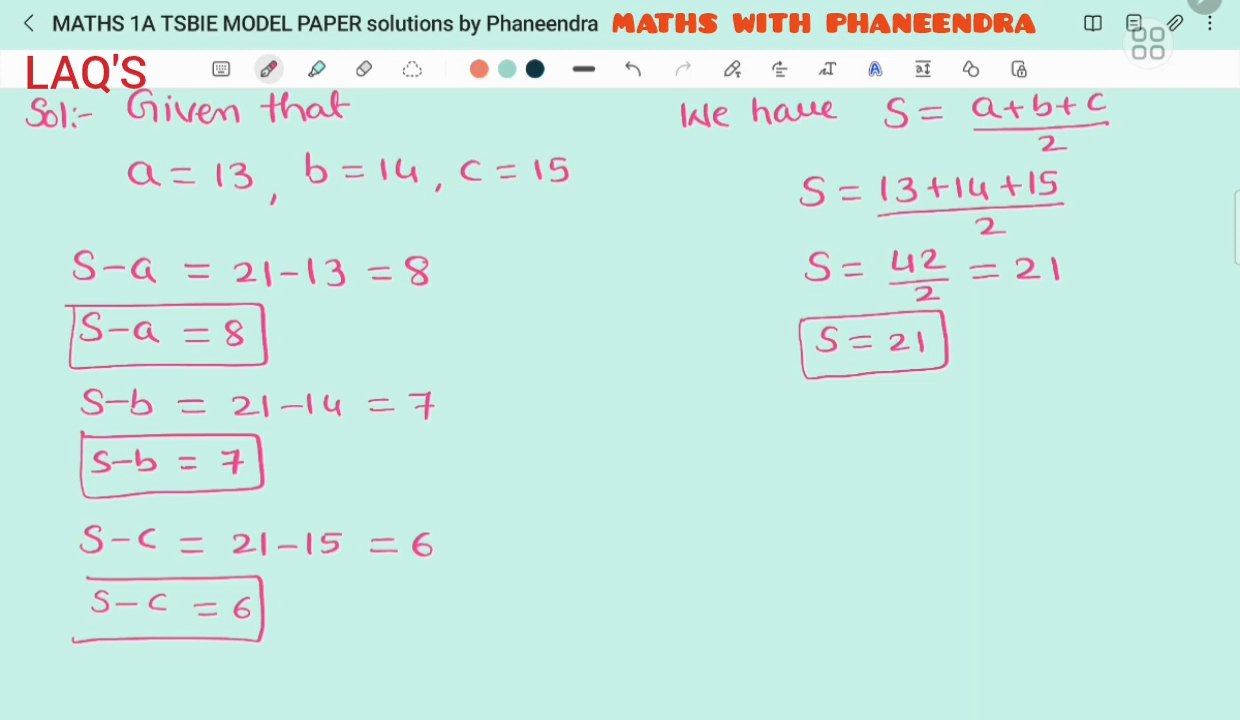 MATHS 1A TSBIE MODEL PAPER solutions by Phaneendra MATHS WITH PHANEENDRA
LAQ'S
Sol:- Given that
a = 13, b = 14, c = 15
S-a = 21-13 = 8
S-a = 8
S-b = 21-14 = 7
S-b = 7
S-c = 21-15 = 6
S-c = 6
We have S = a+b+c
2
S = 13+14+15
2
S = 42 = 21
2
S = 21